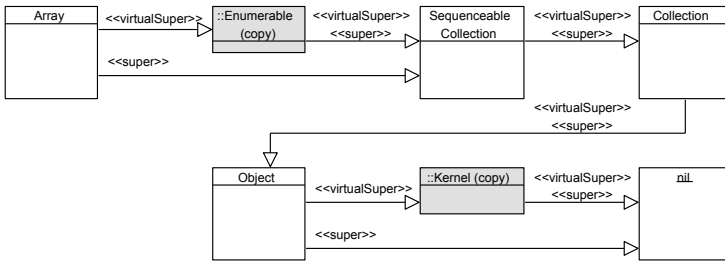 Array
<<virtualSuper>>
::Enumerable
(copy)
<<virtualSuper>>
<<super>>
Sequenceable
Collection
<<virtualSuper>>
<<super>>
Collection
<<super>>
<<virtualSuper>>
<<super>>
Object
<<virtualSuper>>
::Kernel (copy)
<<virtualSuper>>
<<super>>
nil
<<super>>